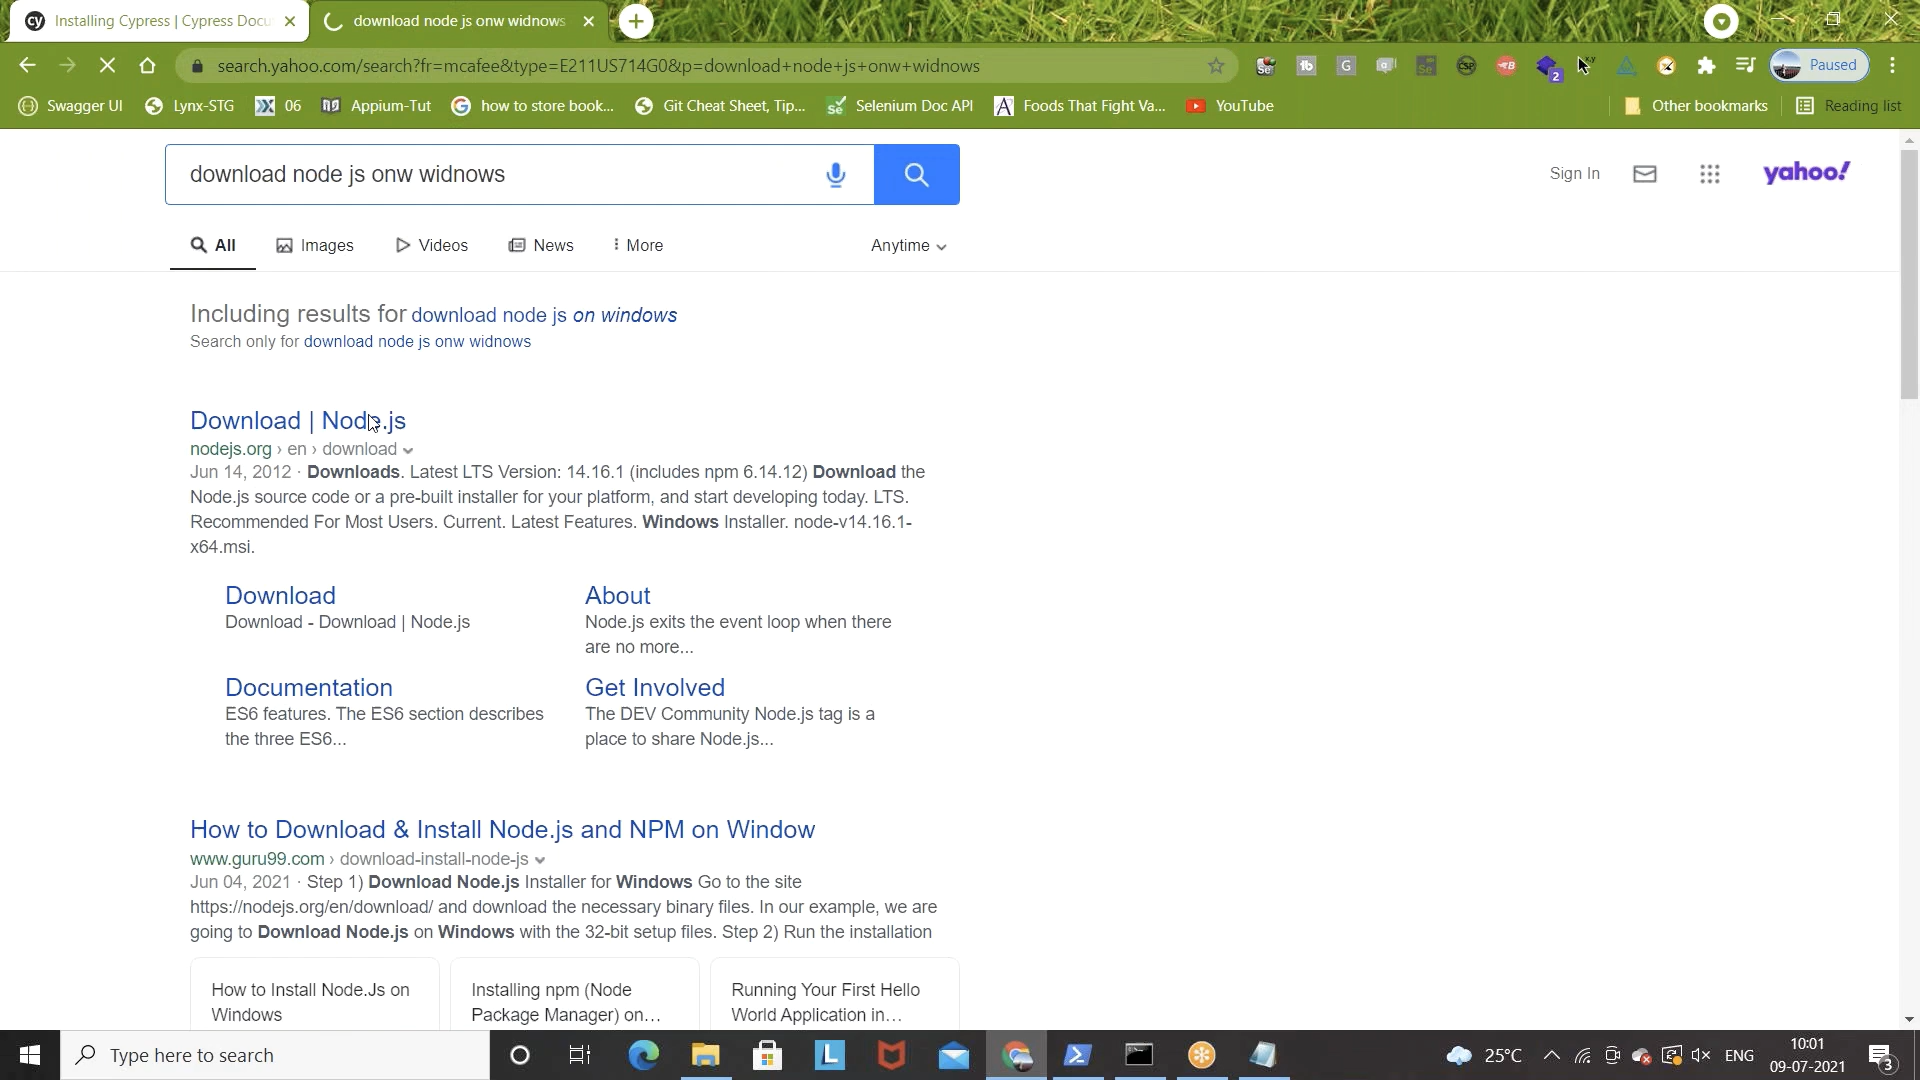 Installing Cypress | Cypress Docu
download node js onw widnows
search.yahoo.com/search?fr=mcafee&type=E211US714G0&p=download+node+js+onw+widnows
Paused
Swagger UI
Lynx-STG
06
Appium-Tut
how to store book...
Git Cheat Sheet, Tip...
Selenium Doc API
Foods That Fight Va...
YouTube
Other bookmarks
Reading list
download node js onw widnows
Sign In
yahoo!
All
Images
Videos
News
More
Anytime
Including results for download node js on windows
Search only for download node js onw widnows
Download | Node.js
nodejs.org › en › download
Jun 14, 2012 · Downloads. Latest LTS Version: 14.16.1 (includes npm 6.14.12) Download the
Node.js source code or a pre-built installer for your platform, and start developing today. LTS.
Recommended For Most Users. Current. Latest Features. Windows Installer. node-v14.16.1-
x64.msi.
Download
Download - Download | Node.js
About
Node.js exits the event loop when there
are no more...
Documentation
ES6 features. The ES6 section describes
the three ES6...
Get Involved
The DEV Community Node.js tag is a
place to share Node.js...
How to Download & Install Node.js and NPM on Window
www.guru99.com › download-install-node-js
Jun 04, 2021 · Step 1) Download Node.js Installer for Windows Go to the site
https://nodejs.org/en/download/ and download the necessary binary files. In our example, we are
going to Download Node.js on Windows with the 32-bit setup files. Step 2) Run the installation
How to Install Node.Js on
Windows
Installing npm (Node
Package Manager) on...
Running Your First Hello
World Application in...
Type here to search
25°C
ENG
10:01
09-07-2021
3